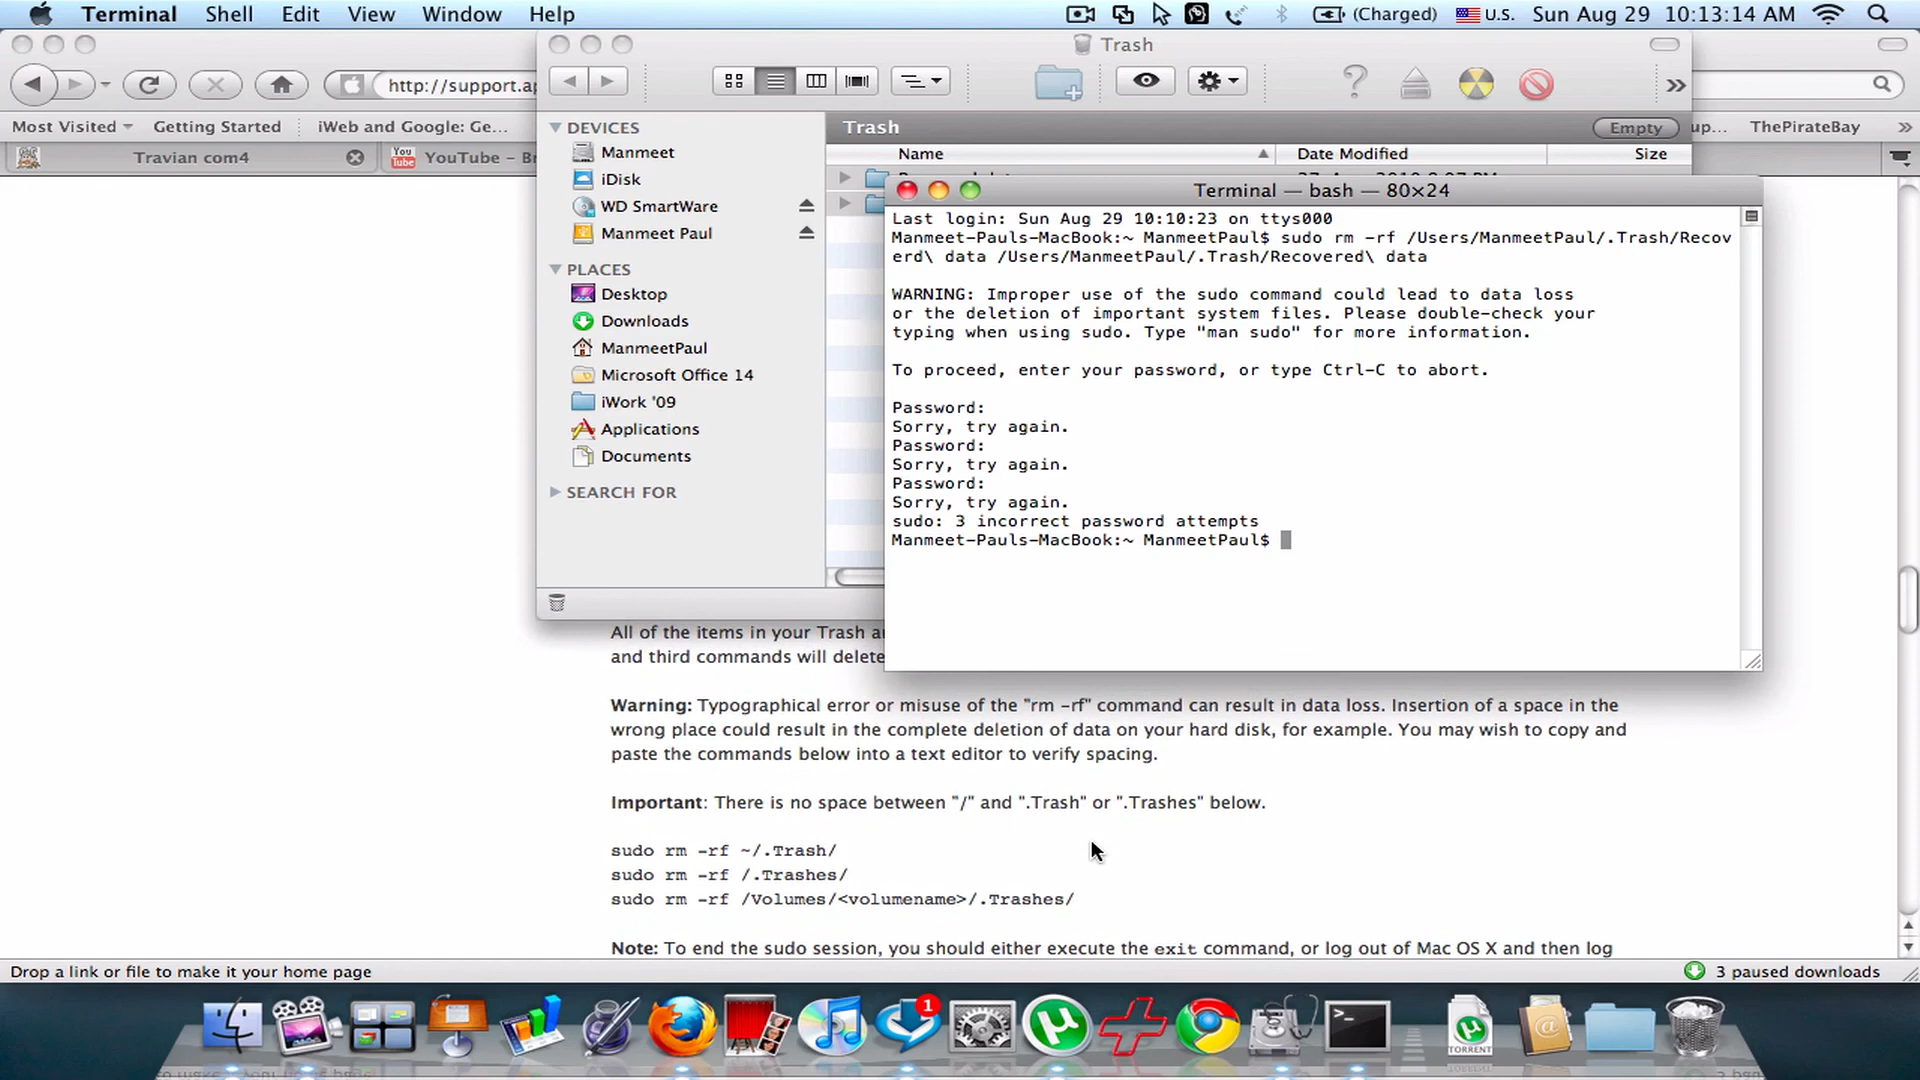 Terminal Shell Edit View Window Help (Charged) U.S. Sun Aug 29 10:13:14 AM
Trash
http://support.ap
Most Visited Getting Started iWeb and Google: Ge... up... ThePirateBay
Travian com4 YouTube - Br
DEVICES
Manmeet
iDisk
WD SmartWare
Manmeet Paul
PLACES
Desktop
Downloads
ManmeetPaul
Microsoft Office 14
iWork '09
Applications
Documents
SEARCH FOR
Trash Empty
Name Date Modified Size
Terminal — bash — 80×24
Last login: Sun Aug 29 10:10:23 on ttys000
Manmeet-Pauls-MacBook:~ ManmeetPaul$ sudo rm -rf /Users/ManmeetPaul/.Trash/Recov
erd\ data /Users/ManmeetPaul/.Trash/Recovered\ data
WARNING: Improper use of the sudo command could lead to data loss
or the deletion of important system files. Please double-check your
typing when using sudo. Type "man sudo" for more information.
To proceed, enter your password, or type Ctrl-C to abort.
Password:
Sorry, try again.
Password:
Sorry, try again.
Password:
Sorry, try again.
sudo: 3 incorrect password attempts
Manmeet-Pauls-MacBook:~ ManmeetPaul$
All of the items in your Trash
and third commands will delete
Warning: Typographical error or misuse of the "rm -rf" command can result in data loss. Insertion of a space in the
wrong place could result in the complete deletion of data on your hard disk, for example. You may wish to copy and
paste the commands below into a text editor to verify spacing.
Important: There is no space between "/" and ".Trash" or ".Trashes" below.
sudo rm -rf ~/.Trash/
sudo rm -rf /.Trashes/
sudo rm -rf /Volumes/<volumename>/.Trashes/
Note: To end the sudo session, you should either execute the exit command, or log out of Mac OS X and then log
Drop a link or file to make it your home page 3 paused downloads
1
TORRENT